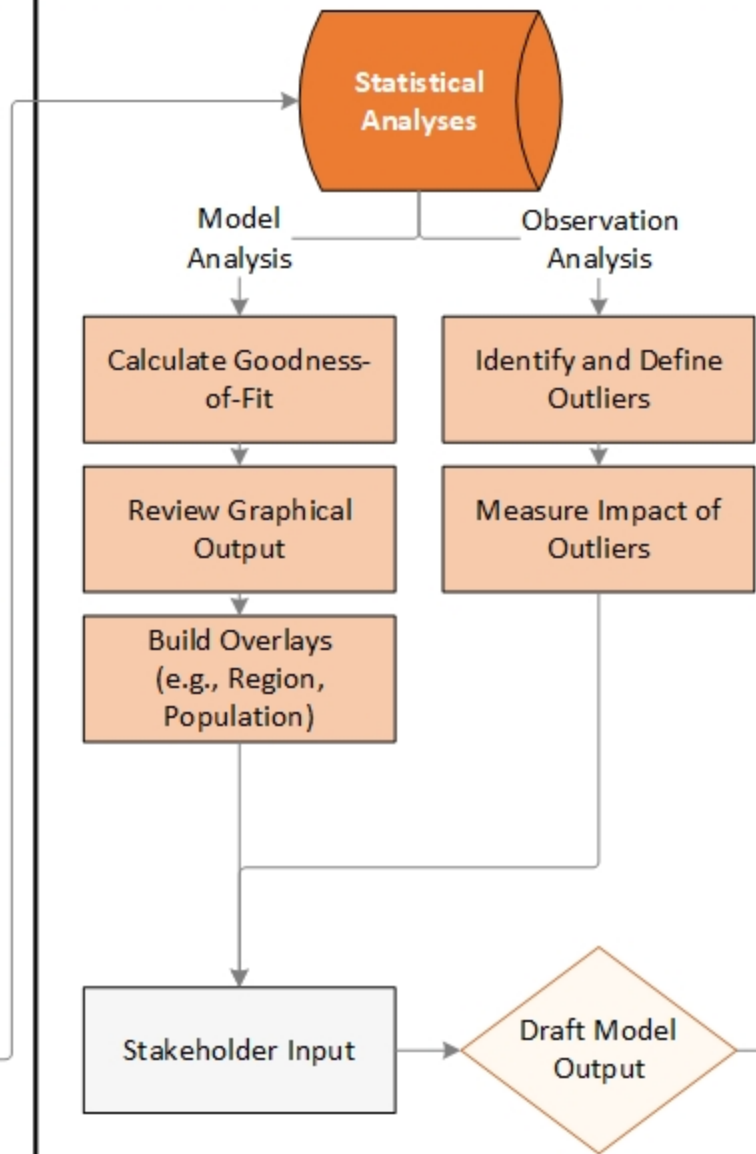 Statistical
Analyses
Model
Analysis
Observation
Analysis
Calculate Goodness-
of-Fit
Identify and Define
Outliers
Review Graphical
Output
Measure Impact of
Outliers
Build Overlays
(e.g., Region,
Population)
Stakeholder Input
Draft Model
Output